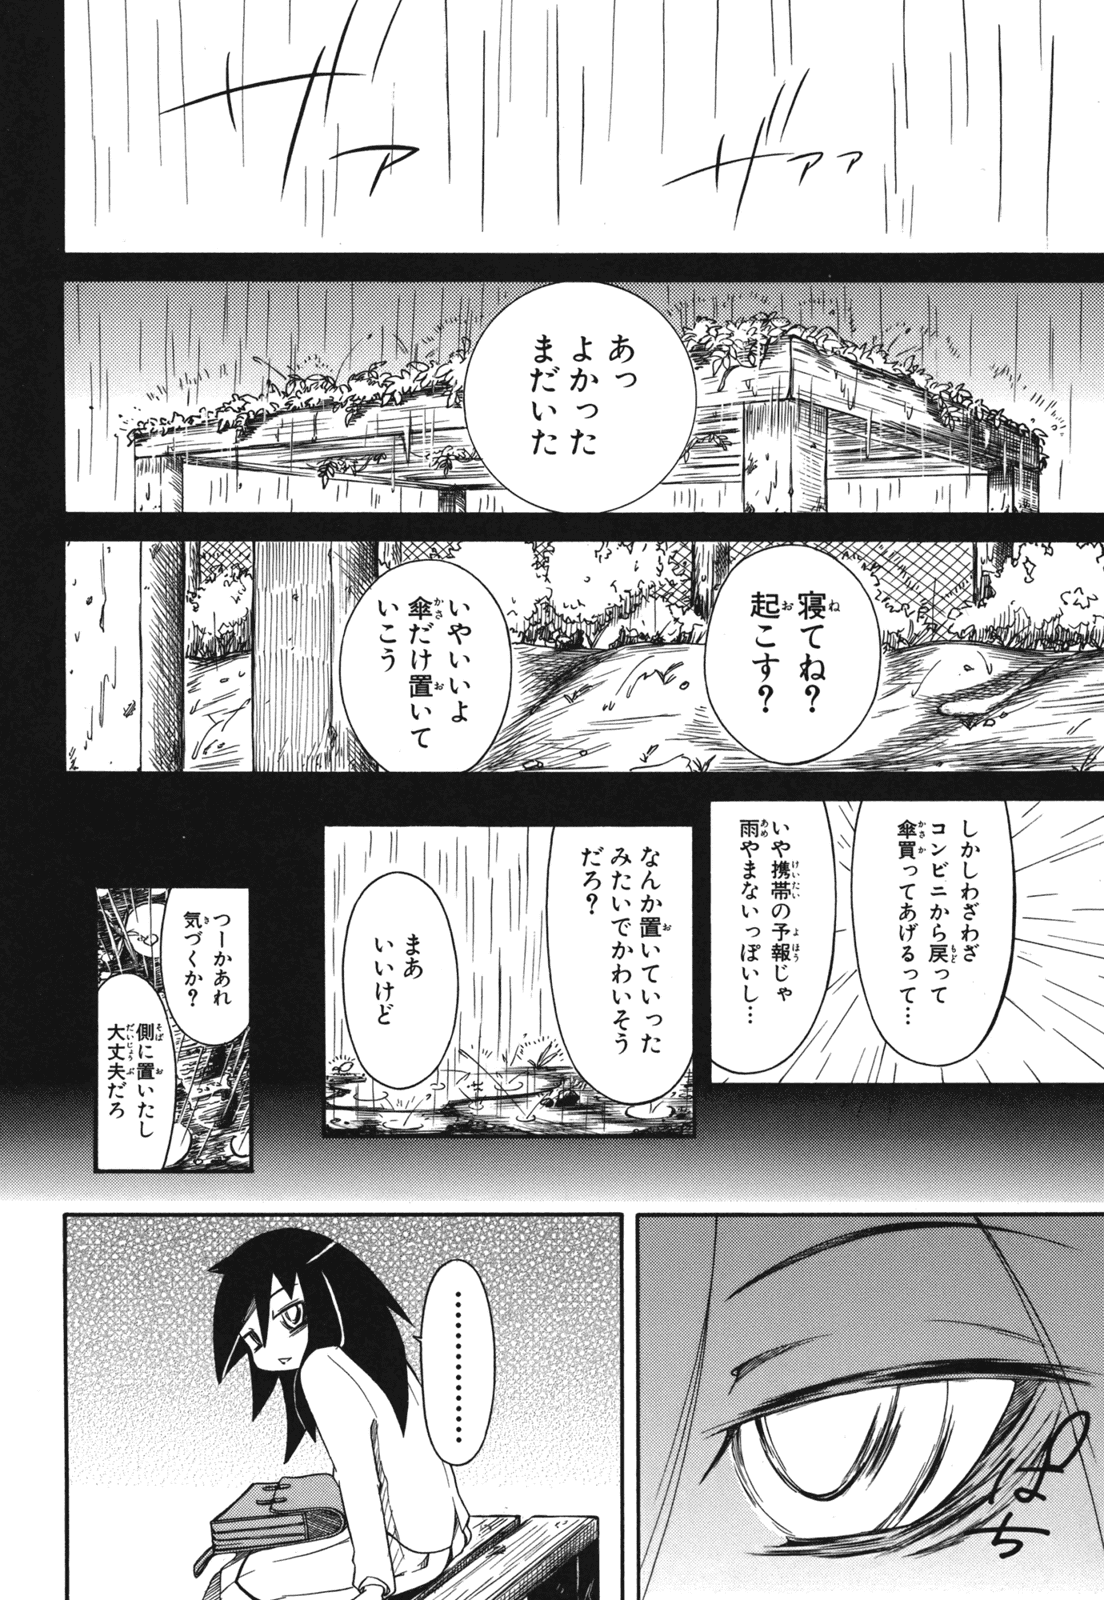 ザァァ
ザァ
あっ
よかった
まだいた
寝てね？
起こす？
いやいいよ
傘だけ置いて
いこう
しかしわざわざ
コンビニから戻って
傘買ってあげるって…
いや携帯の予報じゃ
雨やまないっぽいし…
なんか置いていった
みたいでかわいそう
だろ？
まあ
いいけど
つーかあれ
気づくか？
側に置いたし
大丈夫だろ
ぱち
…………